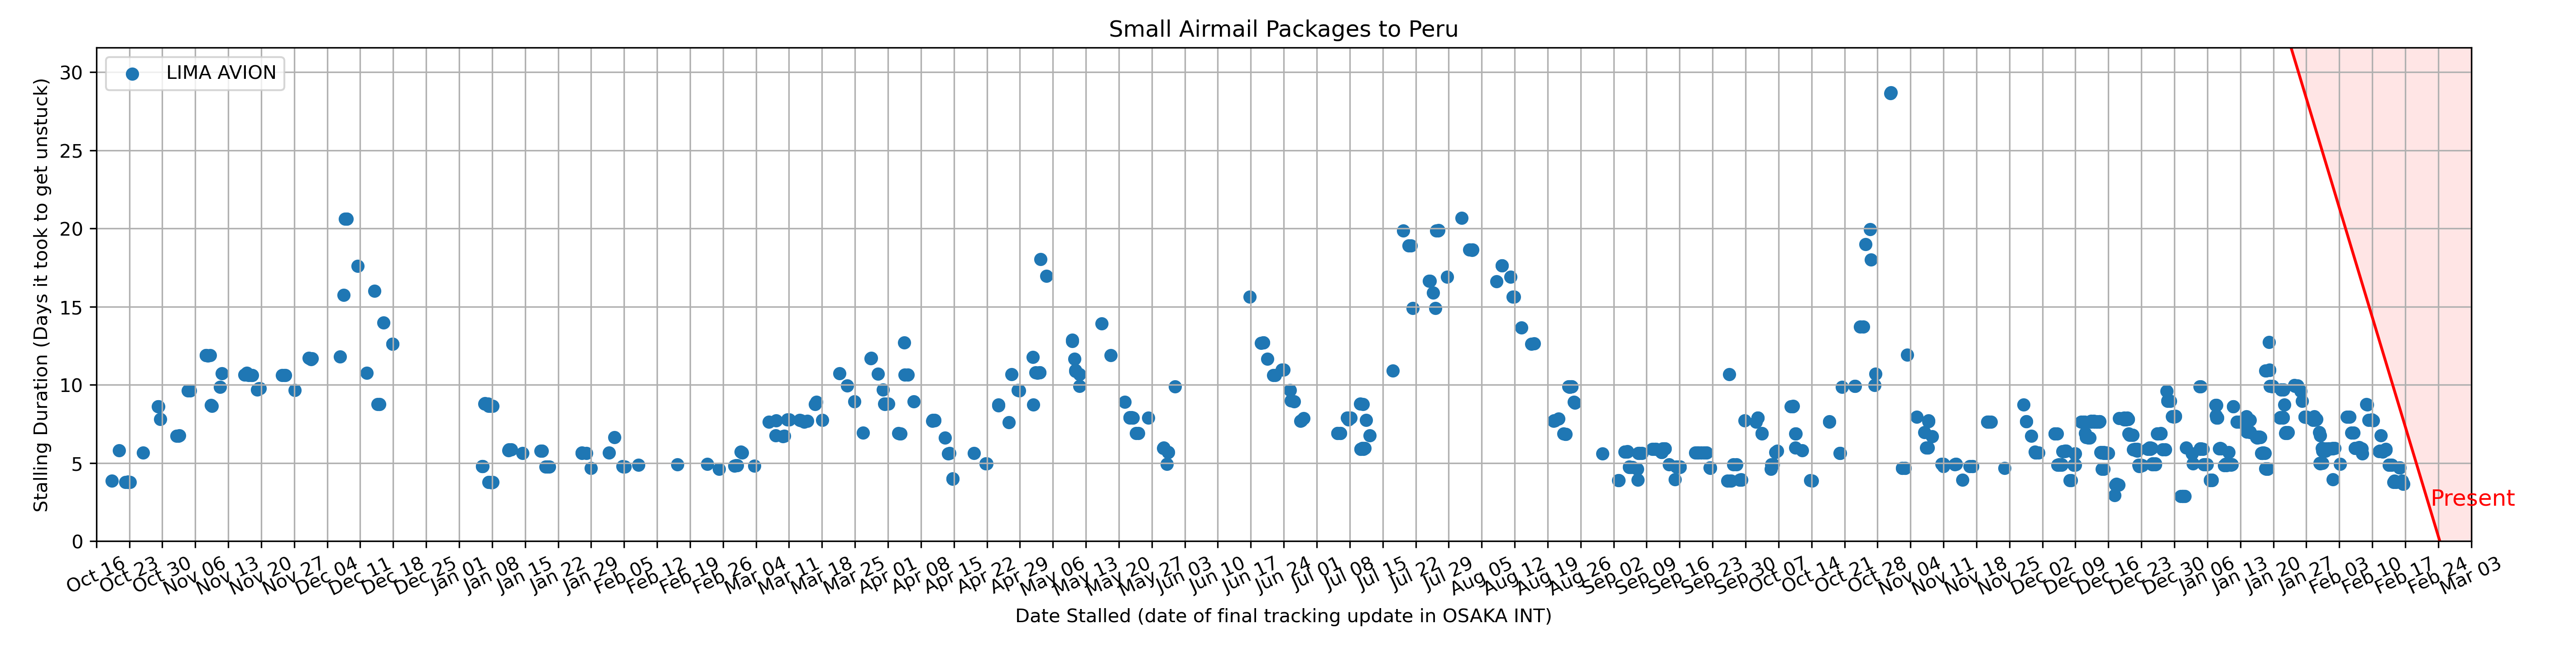 Small Airmail Packages to Peru
LIMA AVION
Stalling Duration (Days it took to get unstuck)
30
25
20
15
10
5
0
Present
Oct 16
Oct 23
Oct 30
Nov 06
Nov 13
Nov 20
Nov 27
Dec 04
Dec 11
Dec 18
Dec 25
Jan 01
Jan 08
Jan 15
Jan 22
Jan 29
Feb 05
Feb 12
Feb 19
Feb 26
Mar 04
Mar 11
Mar 18
Mar 25
Apr 01
Apr 08
Apr 15
Apr 22
Apr 29
May 06
May 13
May 20
May 27
Jun 03
Jun 10
Jun 17
Jun 24
Jul 01
Jul 08
Jul 15
Jul 22
Jul 29
Aug 05
Aug 12
Aug 19
Aug 26
Sep 02
Sep 09
Sep 16
Sep 23
Sep 30
Oct 07
Oct 14
Oct 21
Oct 28
Nov 04
Nov 11
Nov 18
Nov 25
Dec 02
Dec 09
Dec 16
Dec 23
Dec 30
Jan 06
Jan 13
Jan 20
Jan 27
Feb 03
Feb 10
Feb 17
Feb 24
Mar 03
Date Stalled (date of final tracking update in OSAKA INT)